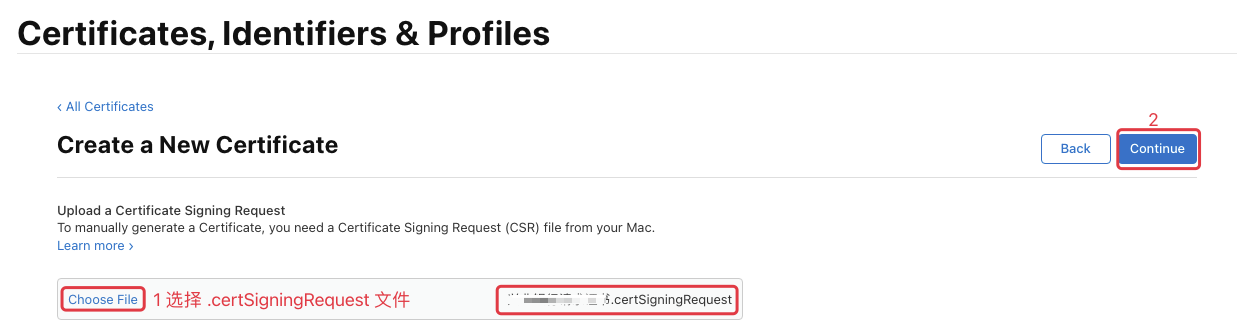 Certificates, Identifiers & Profiles
‹ All Certificates
2
Create a New Certificate
Back
Continue
Upload a Certificate Signing Request
To manually generate a Certificate, you need a Certificate Signing Request (CSR) file from your Mac.
Learn more ›
Choose File 1 选择 .certSigningRequest 文件 .certSigningRequest